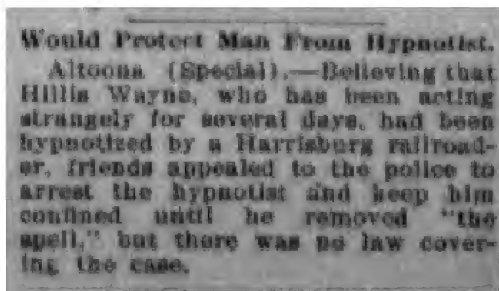 Would Protect Man From Hypnotist.
Altoona (Special).—Believing that
Hillis Wayne, who has been acting
strangely for several days, had been
hypnotized by a Harrisburg railroad-
er, friends appealed to the police to
arrest the hypnotist and keep him
confined until he removed "the
spell," but there was no law cover-
ing the case.